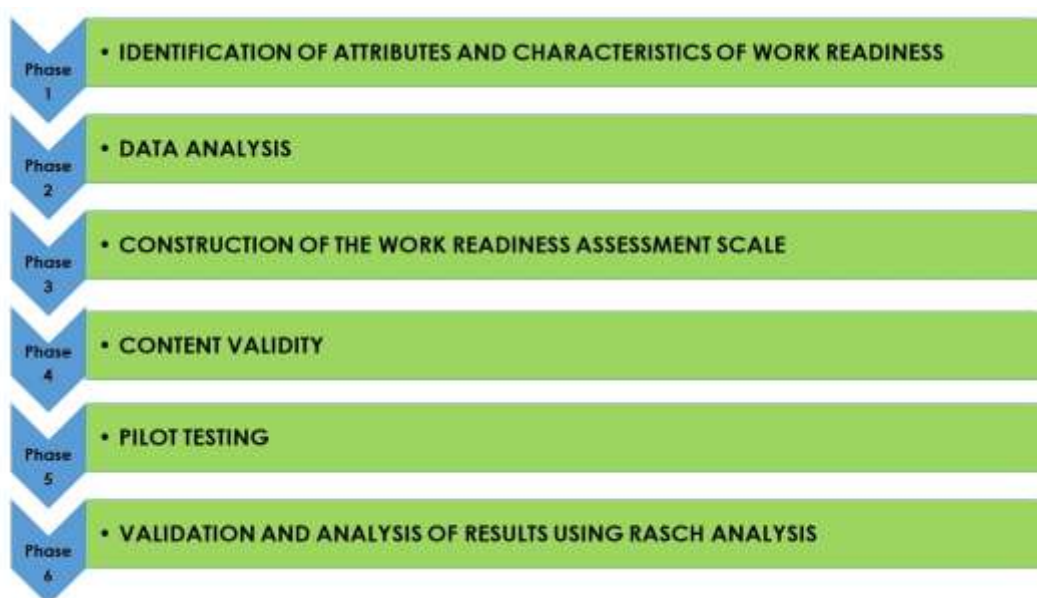 Phase
1
• IDENTIFICATION OF ATTRIBUTES AND CHARACTERISTICS OF WORK READINESS
Phase
2
• DATA ANALYSIS
Phase
3
• CONSTRUCTION OF THE WORK READINESS ASSESSMENT SCALE
Phase
4
• CONTENT VALIDITY
Phase
5
• PILOT TESTING
Phase
6
• VALIDATION AND ANALYSIS OF RESULTS USING RASCH ANALYSIS